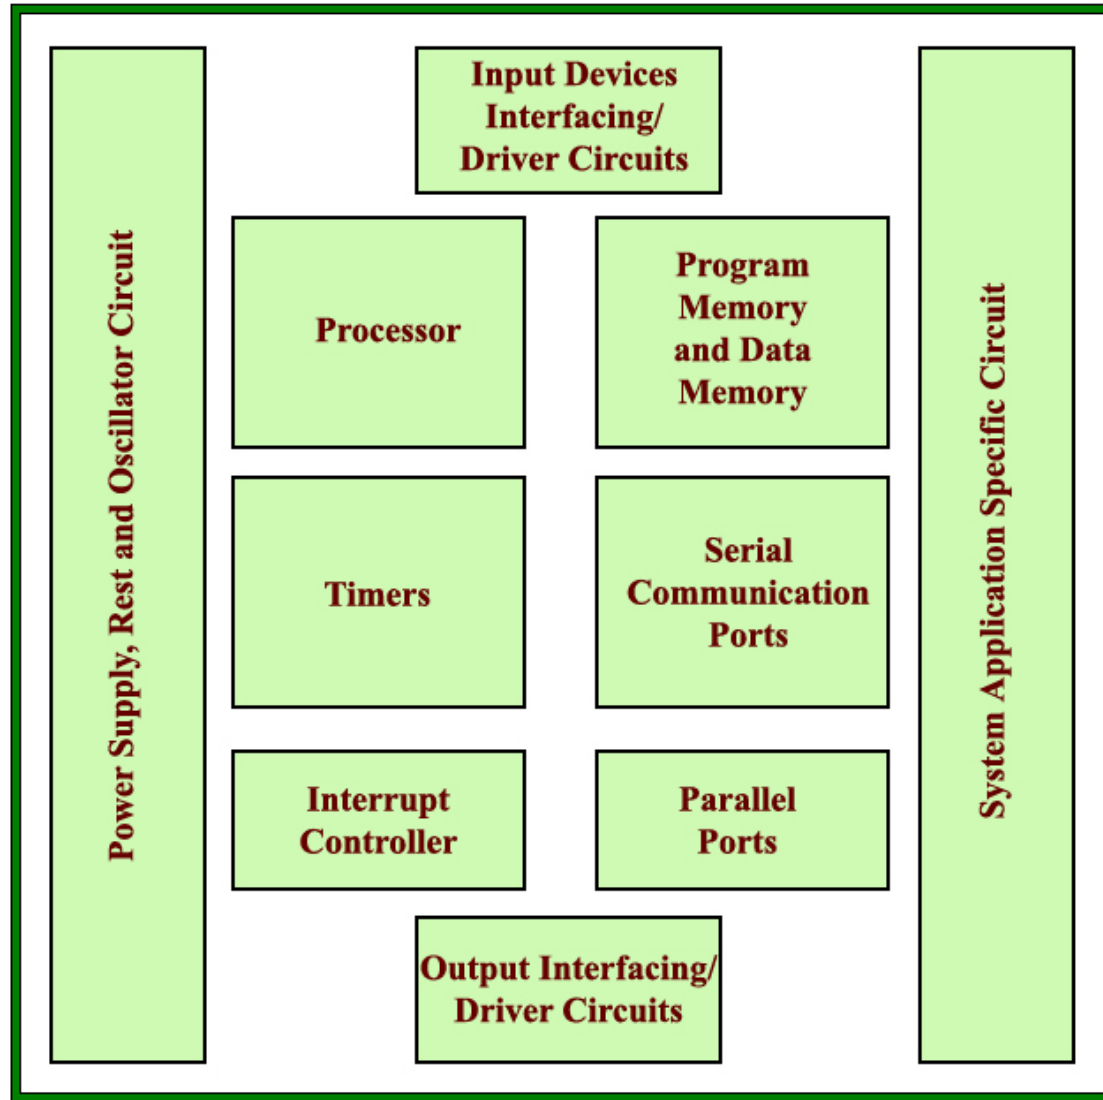 Input Devices
Interfacing/
Driver Circuits
Power Supply, Rest and Oscillator Circuit
Processor
Program
Memory
and Data
Memory
System Application Specific Circuit
Timers
Serial
Communication
Ports
Interrupt
Controller
Parallel
Ports
Output Interfacing/
Driver Circuits